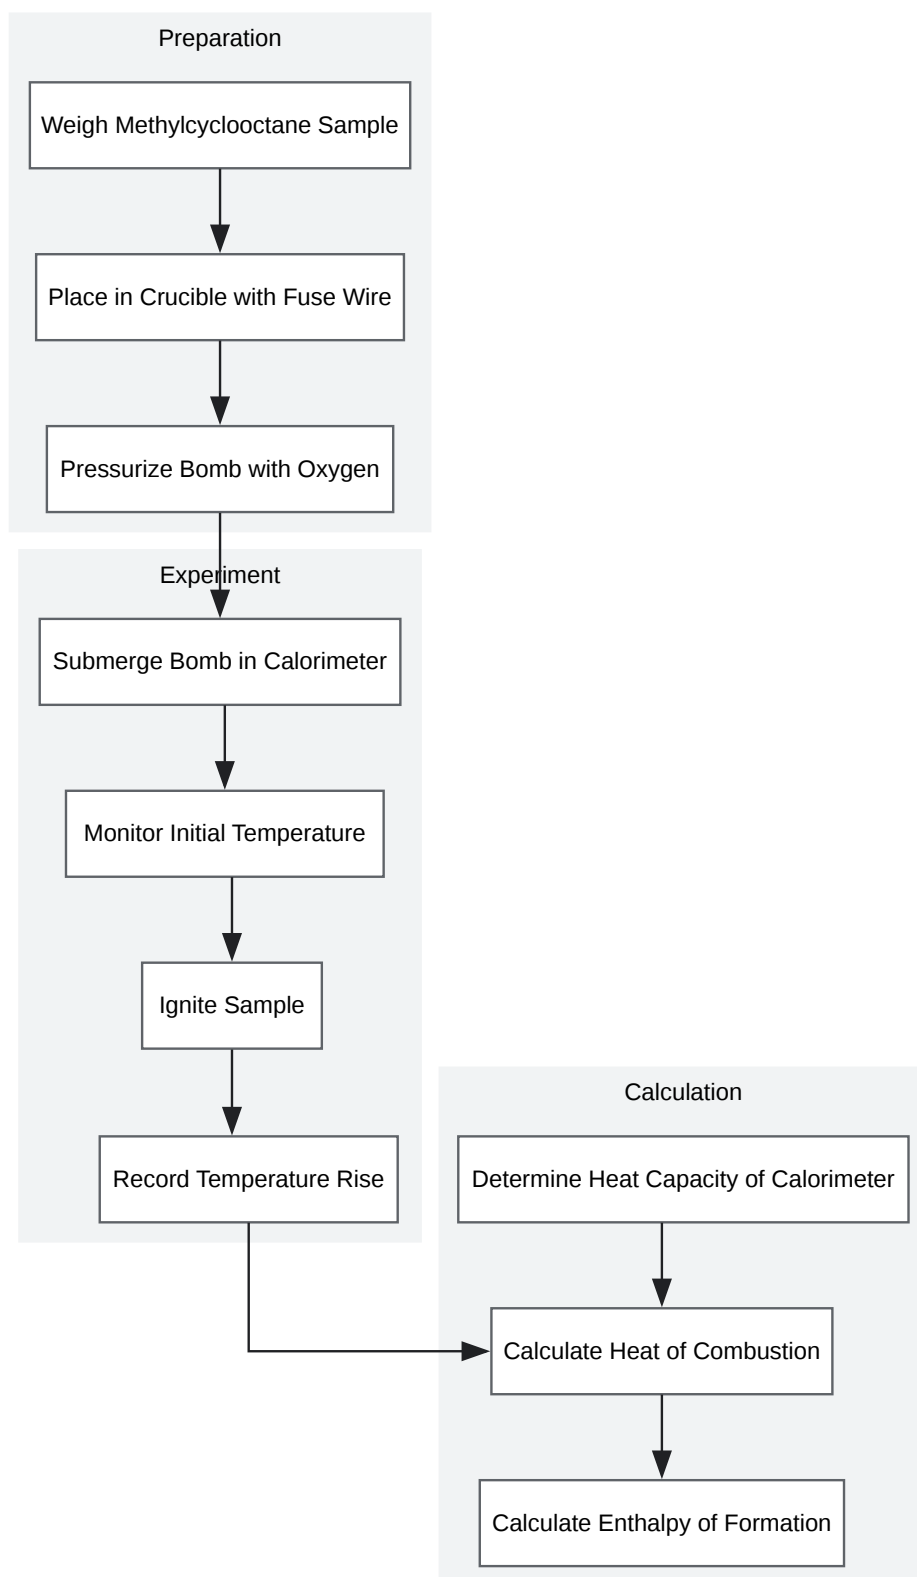 Preparation
Weigh Methylcyclooctane Sample
Place in Crucible with Fuse Wire
Pressurize Bomb with Oxygen
Experiment
Submerge Bomb in Calorimeter
Monitor Initial Temperature
Ignite Sample
Record Temperature Rise
Calculation
Determine Heat Capacity of Calorimeter
Calculate Heat of Combustion
Calculate Enthalpy of Formation